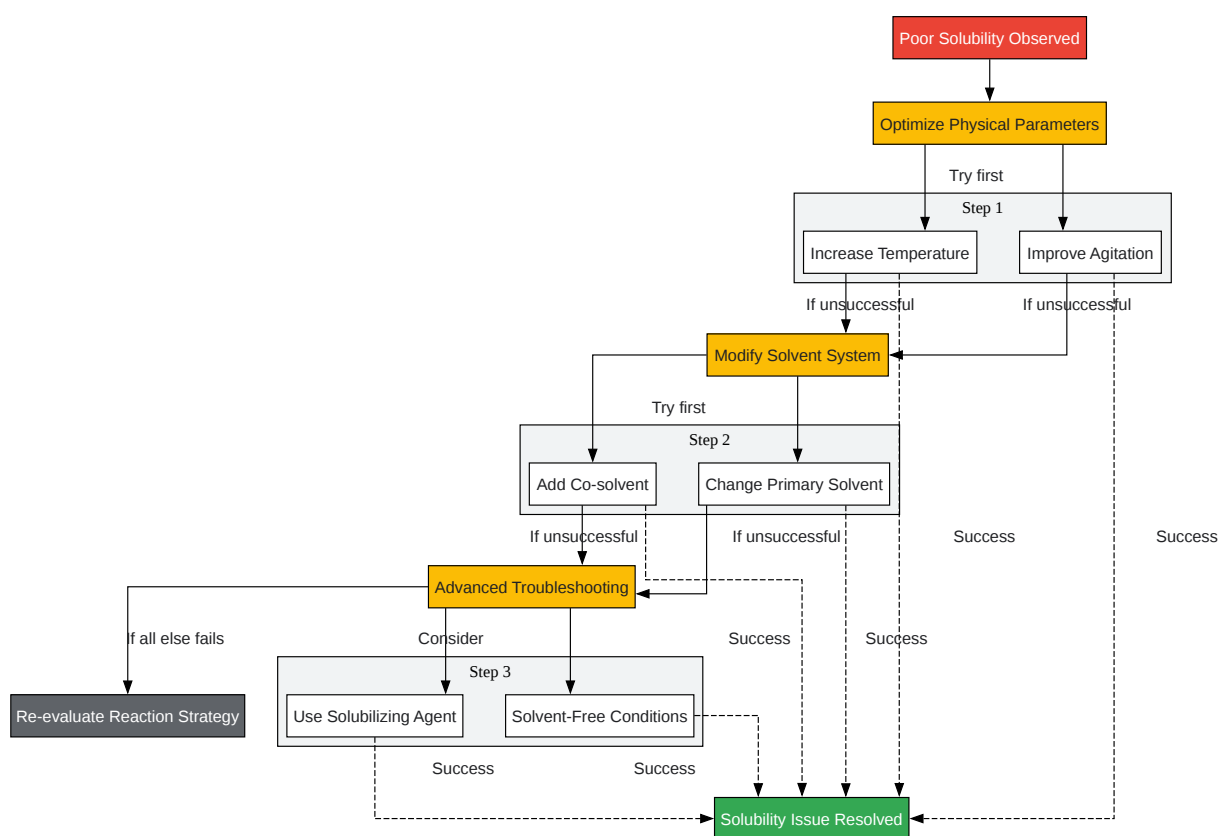 Poor Solubility Observed
Optimize Physical Parameters
Try first
Step 1
Increase Temperature
Improve Agitation
If unsuccessful
If unsuccessful
Modify Solvent System
Try first
Step 2
Add Co-solvent
Change Primary Solvent
If unsuccessful
If unsuccessful
Success
Success
Advanced Troubleshooting
If all else fails
Consider
Success
Success
Step 3
Re-evaluate Reaction Strategy
Use Solubilizing Agent
Solvent-Free Conditions
Success
Success
Solubility Issue Resolved